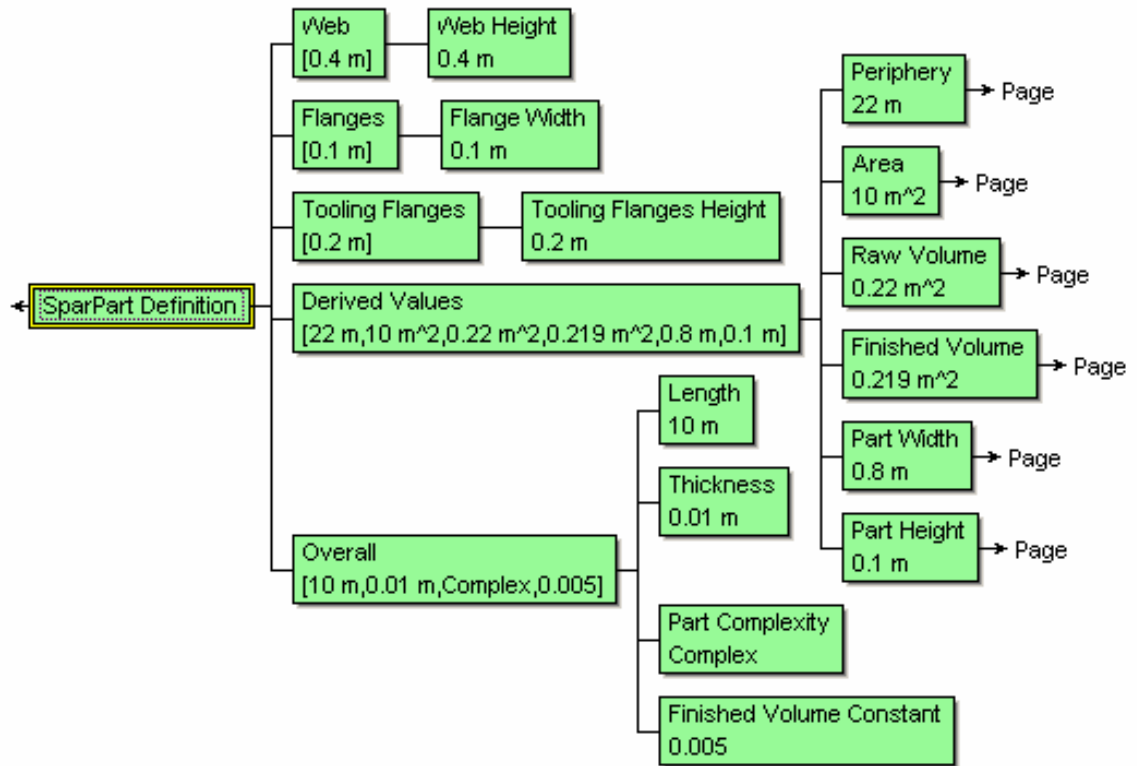 SparPart Definition
Web
[0.4 m]
Web Height
0.4 m
Flanges
[0.1 m]
Flange Width
0.1 m
Tooling Flanges
[0.2 m]
Tooling Flanges Height
0.2 m
Derived Values
[22 m,10 m^2,0.22 m^2,0.219 m^2,0.8 m,0.1 m]
Periphery
22 m
Page
Area
10 m^2
Page
Raw Volume
0.22 m^2
Page
Finished Volume
0.219 m^2
Page
Part Width
0.8 m
Page
Part Height
0.1 m
Page
Overall
[10 m,0.01 m,Complex,0.005]
Length
10 m
Thickness
0.01 m
Part Complexity
Complex
Finished Volume Constant
0.005